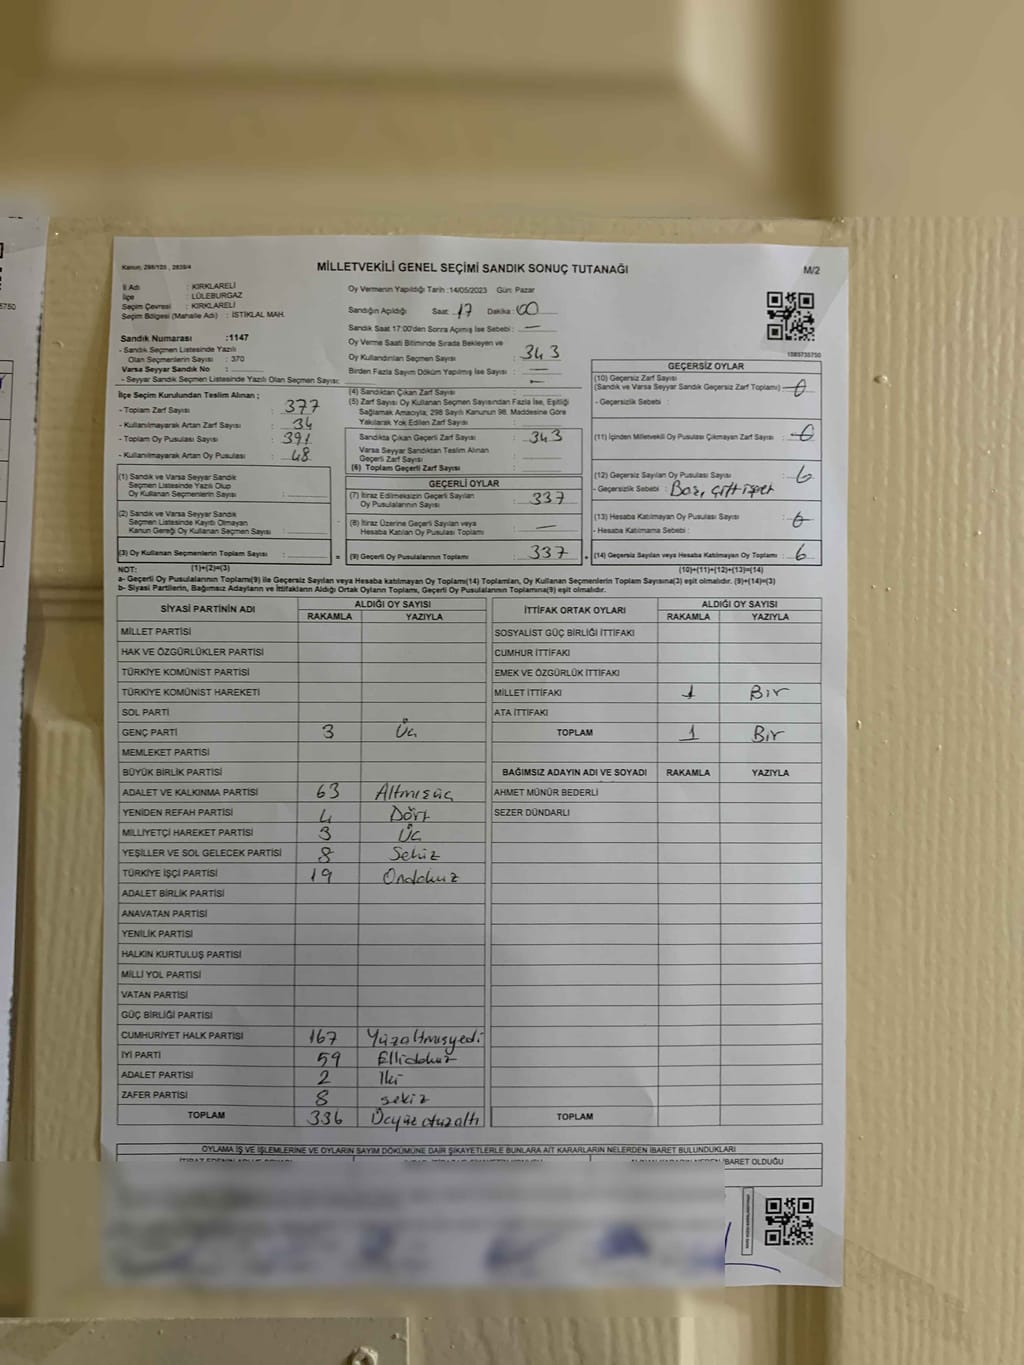 Kanun: 298/105 , 2839/4
MİLLETVEKİLİ GENEL SEÇİMİ SANDIK SONUÇ TUTANAĞI
M/2
İl Adı : KIRKLARELİ
İlçe : LÜLEBURGAZ
Seçim Çevresi : KIRKLARELİ
Seçim Bölgesi (Mahalle Adı) : İSTİKLAL MAH.
Oy Vermenin Yapıldığı Tarih :14/05/2023 Gün: Pazar
Sandığın Açıldığı Saat: 17 Dakika: 00
Sandık Saat 17:00'den Sonra Açılmış İse Sebebi : —
Oy Verme Saati Bitiminde Sırada Bekleyen ve
Oy Kullandırılan Seçmen Sayısı : 343
Birden Fazla Sayım Döküm Yapılmış İse Sayısı : —
1585735750
Sandık Numarası :1147
- Sandık Seçmen Listesinde Yazılı
Olan Seçmenlerin Sayısı : 370
Varsa Seyyar Sandık No :
- Seyyar Sandık Seçmen Listesinde Yazılı Olan Seçmen Sayısı: —
İlçe Seçim Kurulundan Teslim Alınan ;
- Toplam Zarf Sayısı : 377
- Kullanılmayarak Artan Zarf Sayısı : 34
- Toplam Oy Pusulası Sayısı : 391
- Kullanılmayarak Artan Oy Pusulası : 48
(4) Sandıktan Çıkan Zarf Sayısı :
(5) Zarf Sayısı Oy Kullanan Seçmen Sayısından Fazla İse, Eşitliği
Sağlamak Amacıyla; 298 Sayılı Kanunun 98. Maddesine Göre
Yakılarak Yok Edilen Zarf Sayısı :
Sandıkta Çıkan Geçerli Zarf Sayısı : 343
Varsa Seyyar Sandıktan Teslim Alınan
Geçerli Zarf Sayısı :
(6) Toplam Geçerli Zarf Sayısı :
GEÇERSİZ OYLAR
(10) Geçersiz Zarf Sayısı
(Sandık ve Varsa Seyyar Sandık Geçersiz Zarf Toplamı) : 0
- Geçersizlik Sebebi :
(11) İçinden Milletvekili Oy Pusulası Çıkmayan Zarf Sayısı : 0
(12) Geçersiz Sayılan Oy Pusulası Sayısı : 6
- Geçersizlik Sebebi : Boş, çift işaret
(13) Hesaba Katılmayan Oy Pusulası Sayısı : 0
- Hesaba Katılmama Sebebi :
(14) Geçersiz Sayılan veya Hesaba Katılmayan Oy Toplamı : 6
(10)+(11)+(12)+(13)=(14)
(1) Sandık ve Varsa Seyyar Sandık
Seçmen Listesinde Yazılı Olup
Oy Kullanan Seçmenlerin Sayısı :
(2) Sandık ve Varsa Seyyar Sandık
Seçmen Listesinde Kayıtlı Olmayan
Kanun Gereği Oy Kullanan Seçmen Sayısı :
(3) Oy Kullanan Seçmenlerin Toplam Sayısı :
(1)+(2)=(3)
GEÇERLİ OYLAR
(7) İtiraz Edilmeksizin Geçerli Sayılan
Oy Pusulalarının Sayısı : 337
(8) İtiraz Üzerine Geçerli Sayılan veya
Hesaba Katılan Oy Pusulası Toplamı : —
(9) Geçerli Oy Pusulalarının Toplamı : 337
NOT:
a- Geçerli Oy Pusulalarının Toplamı(9) ile Geçersiz Sayılan veya Hesaba katılmayan Oy Toplamı(14) Toplamları, Oy Kullanan Seçmenlerin Toplam Sayısına(3) eşit olmalıdır. (9)+(14)=(3)
b- Siyasi Partilerin, Bağımsız Adayların ve İttifakların Aldığı Ortak Oyların Toplamı, Geçerli Oy Pusulalarının Toplamına(9) eşit olmalıdır.
SİYASİ PARTİNİN ADI ALDIĞI OY SAYISI
RAKAMLA YAZIYLA
MİLLET PARTİSİ
HAK VE ÖZGÜRLÜKLER PARTİSİ
TÜRKİYE KOMÜNİST PARTİSİ
TÜRKİYE KOMÜNİST HAREKETİ
SOL PARTİ
GENÇ PARTİ 3 Üç
MEMLEKET PARTİSİ
BÜYÜK BİRLİK PARTİSİ
ADALET VE KALKINMA PARTİSİ 63 Altmışüç
YENİDEN REFAH PARTİSİ 4 Dört
MİLLİYETÇİ HAREKET PARTİSİ 3 Üç
YEŞİLLER VE SOL GELECEK PARTİSİ 8 Sekiz
TÜRKİYE İŞÇİ PARTİSİ 19 Ondokuz
ADALET BİRLİK PARTİSİ
ANAVATAN PARTİSİ
YENİLİK PARTİSİ
HALKIN KURTULUŞ PARTİSİ
MİLLİ YOL PARTİSİ
VATAN PARTİSİ
GÜÇ BİRLİĞİ PARTİSİ
CUMHURİYET HALK PARTİSİ 167 Yüzaltmışyedi
İYİ PARTİ 59 Ellidokuz
ADALET PARTİSİ 2 İki
ZAFER PARTİSİ 8 sekiz
TOPLAM 336 Üçyüz otuzaltı
İTTİFAK ORTAK OYLARI ALDIĞI OY SAYISI
RAKAMLA YAZIYLA
SOSYALİST GÜÇ BİRLİĞİ İTTİFAKI
CUMHUR İTTİFAKI
EMEK VE ÖZGÜRLÜK İTTİFAKI
MİLLET İTTİFAKI 1 Bir
ATA İTTİFAKI
TOPLAM 1 Bir
BAĞIMSIZ ADAYIN ADI VE SOYADI RAKAMLA YAZIYLA
AHMET MÜNÜR BEDERLİ
SEZER DÜNDARLI
TOPLAM
OYLAMA İŞ VE İŞLEMLERİNE VE OYLARIN SAYIM DÖKÜMÜNE DAİR ŞİKAYETLERLE BUNLARA AİT KARARLARIN NELERDEN İBARET BULUNDUKLARI